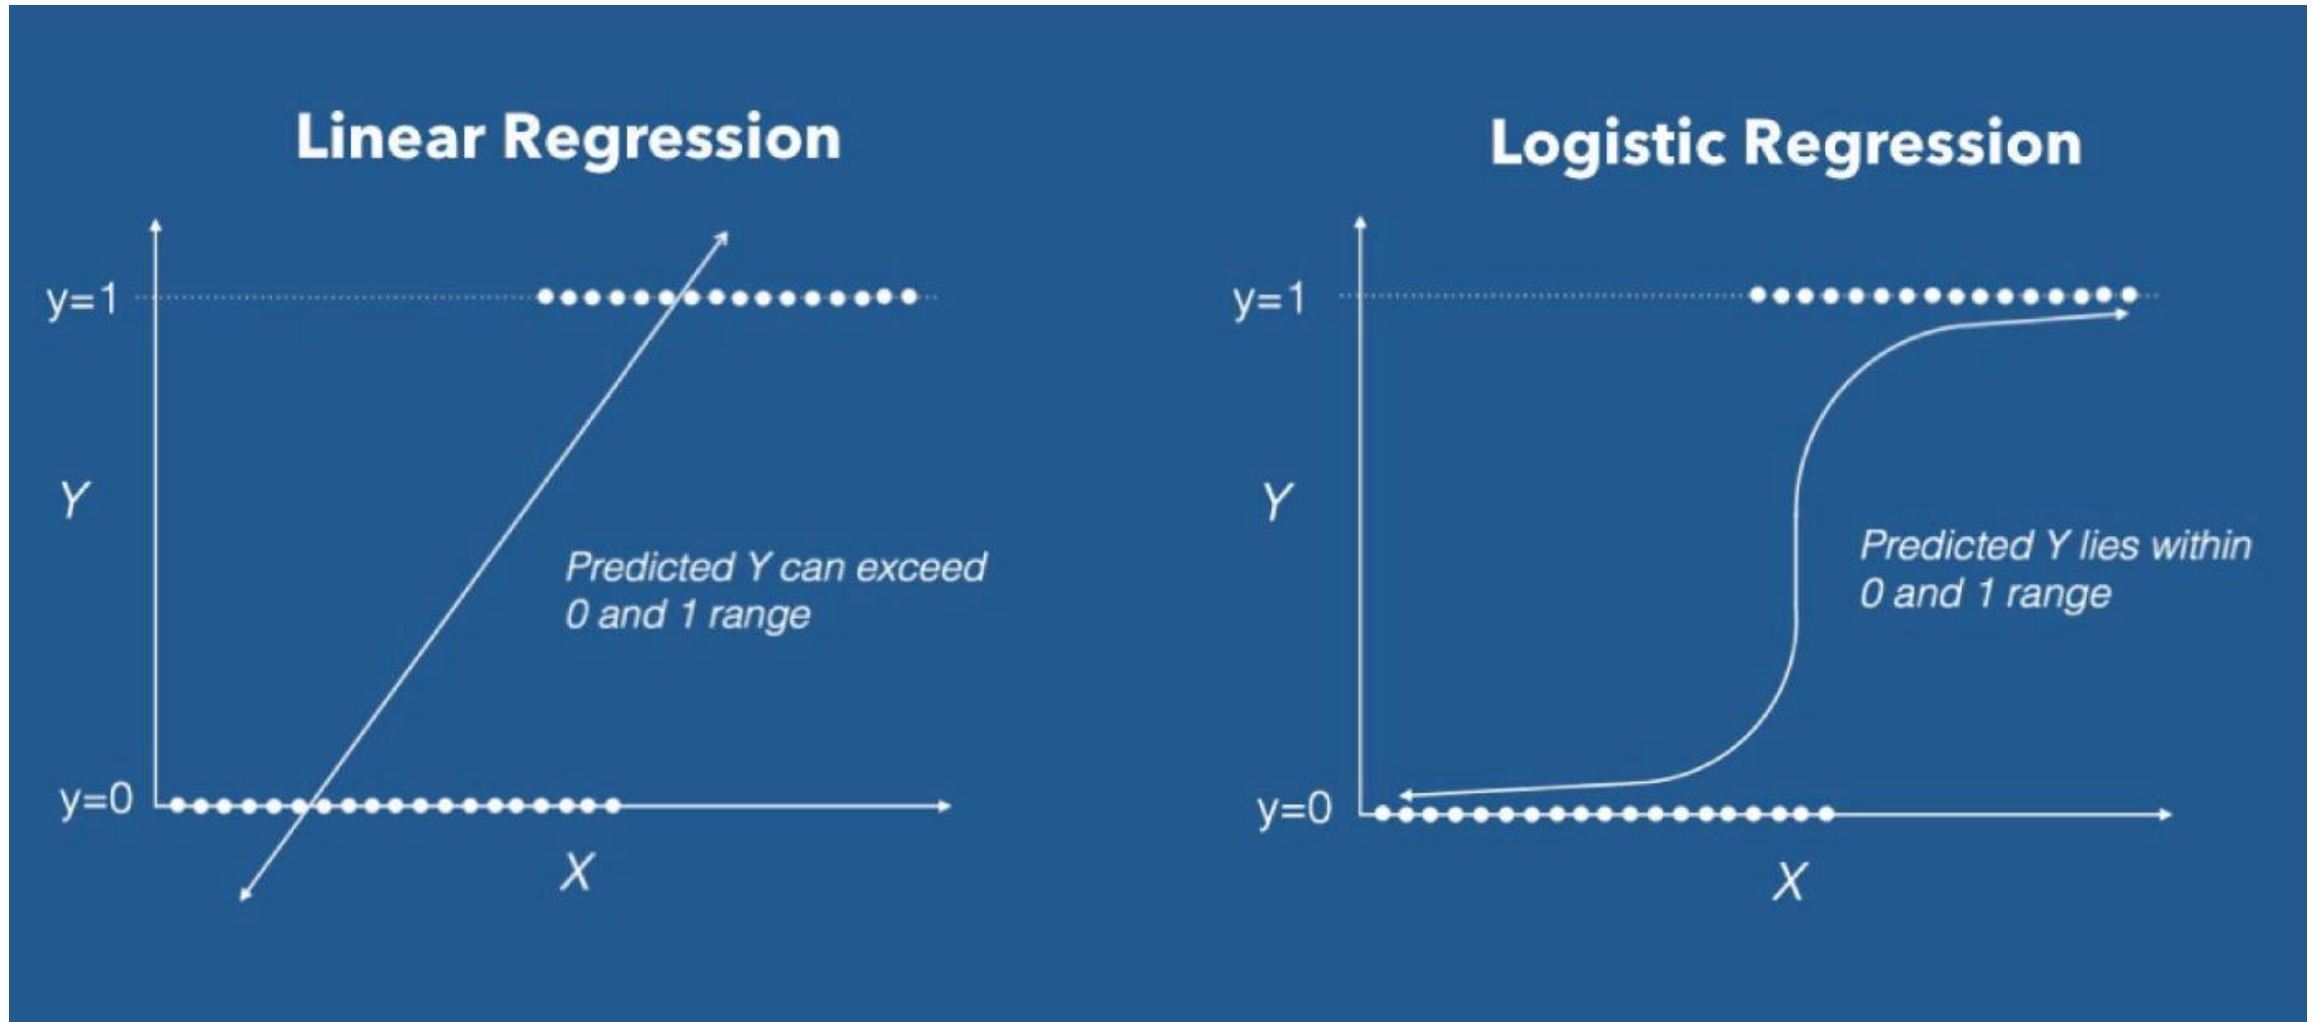 Linear Regression
y=1
Y
Predicted Y can exceed
0 and 1 range
y=0
X
Logistic Regression
y=1
Y
Predicted Y lies within
0 and 1 range
y=0
X